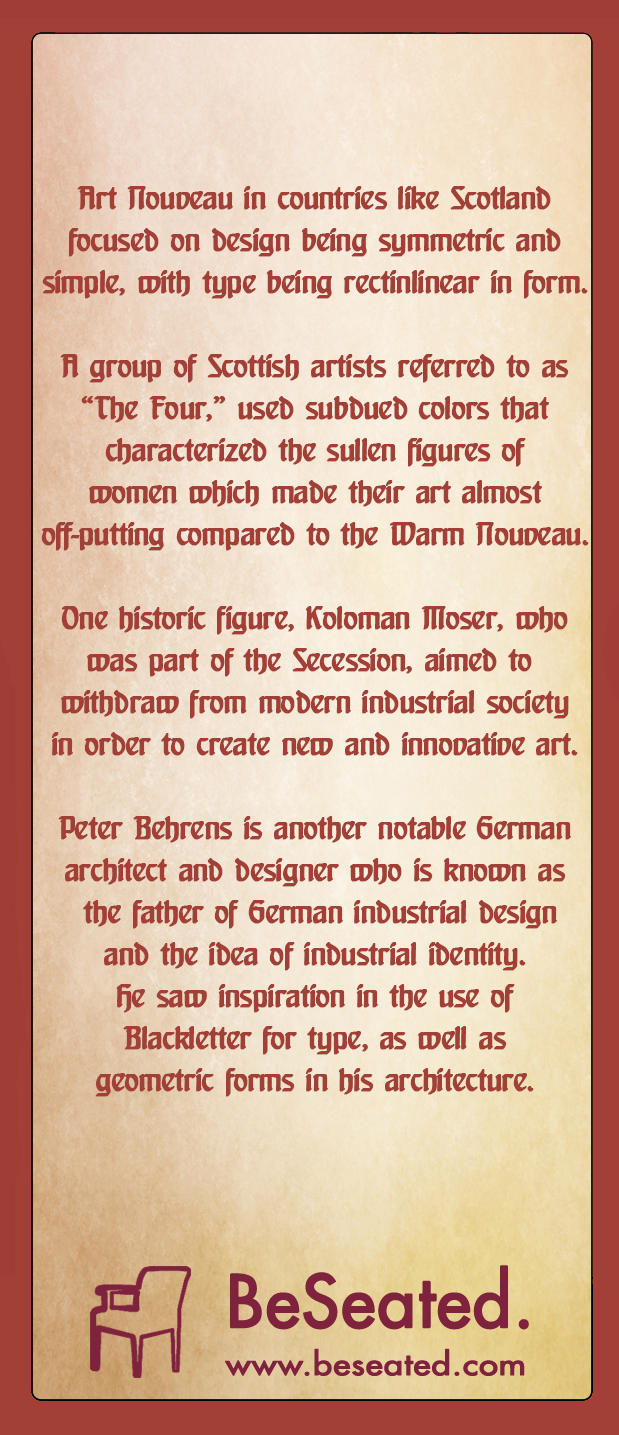 Art Nouveau in countries like Scotland
focused on design being symmetric and
simple, with type being rectinlinear in form.
A group of Scottish artists referred to as
“The Four,” used subdued colors that
characterized the sullen figures of
women which made their art almost
off-putting compared to the Warm Nouveau.
One historic figure, Koloman Moser, who
was part of the Secession, aimed to
withdraw from modern industrial society
in order to create new and innovative art.
Peter Behrens is another notable German
architect and designer who is known as
the father of German industrial design
and the idea of industrial identity.
He saw inspiration in the use of
Blackletter for type, as well as
geometric forms in his architecture.
BeSeated.
www.beseated.com